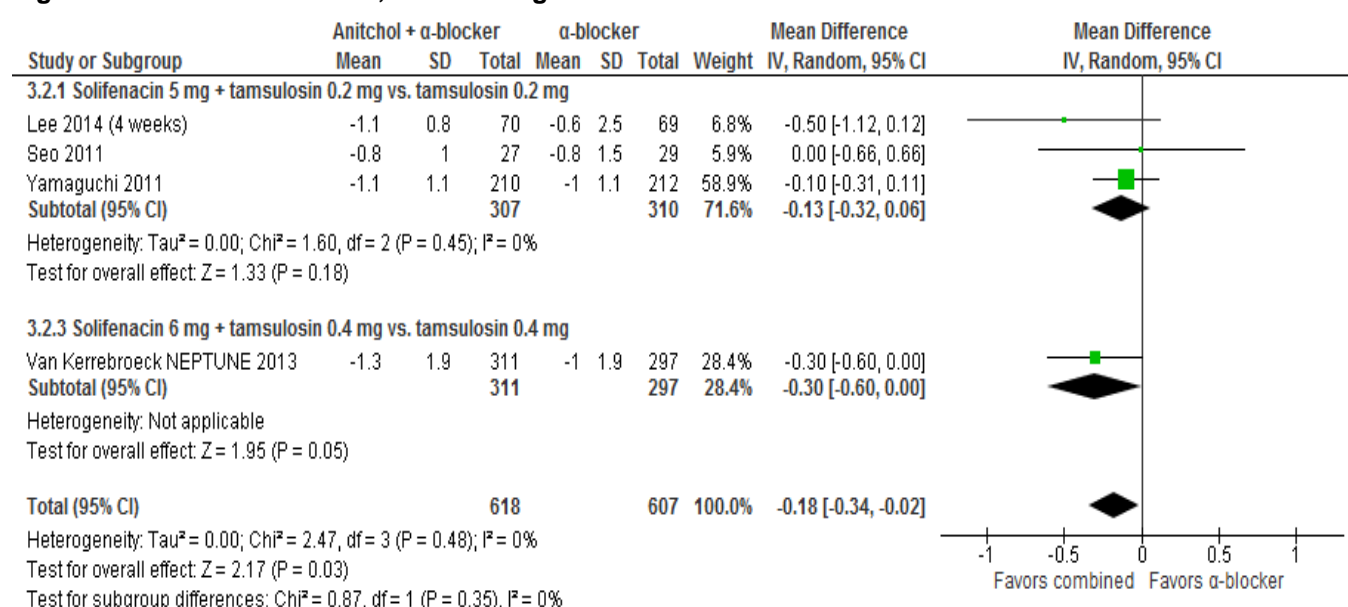 Anitchol + α-blocker α-blocker Mean Difference Mean Difference
Study or Subgroup Mean SD Total Mean SD Total Weight IV, Random, 95% CI IV, Random, 95% CI
3.2.1 Solifenacin 5 mg + tamsulosin 0.2 mg vs. tamsulosin 0.2 mg
Lee 2014 (4 weeks) -1.1 0.8 70 -0.6 2.5 69 6.8% -0.50 [-1.12, 0.12]
Seo 2011 -0.8 1 27 -0.8 1.5 29 5.9% 0.00 [-0.66, 0.66]
Yamaguchi 2011 -1.1 1.1 210 -1 1.1 212 58.9% -0.10 [-0.31, 0.11]
Subtotal (95% CI) 307 310 71.6% -0.13 [-0.32, 0.06]
Heterogeneity: Tau² = 0.00; Chi² = 1.60, df = 2 (P = 0.45); I² = 0%
Test for overall effect: Z = 1.33 (P = 0.18)
3.2.3 Solifenacin 6 mg + tamsulosin 0.4 mg vs. tamsulosin 0.4 mg
Van Kerrebroeck NEPTUNE 2013 -1.3 1.9 311 -1 1.9 297 28.4% -0.30 [-0.60, 0.00]
Subtotal (95% CI) 311 297 28.4% -0.30 [-0.60, 0.00]
Heterogeneity: Not applicable
Test for overall effect: Z = 1.95 (P = 0.05)
Total (95% CI) 618 607 100.0% -0.18 [-0.34, -0.02]
Heterogeneity: Tau² = 0.00; Chi² = 2.47, df = 3 (P = 0.48); I² = 0%
Test for overall effect: Z = 2.17 (P = 0.03)
Test for subgroup differences: Chi² = 0.87, df = 1 (P = 0.35), I² = 0%
-1 -0.5 0 0.5 1
Favors combined Favors α-blocker